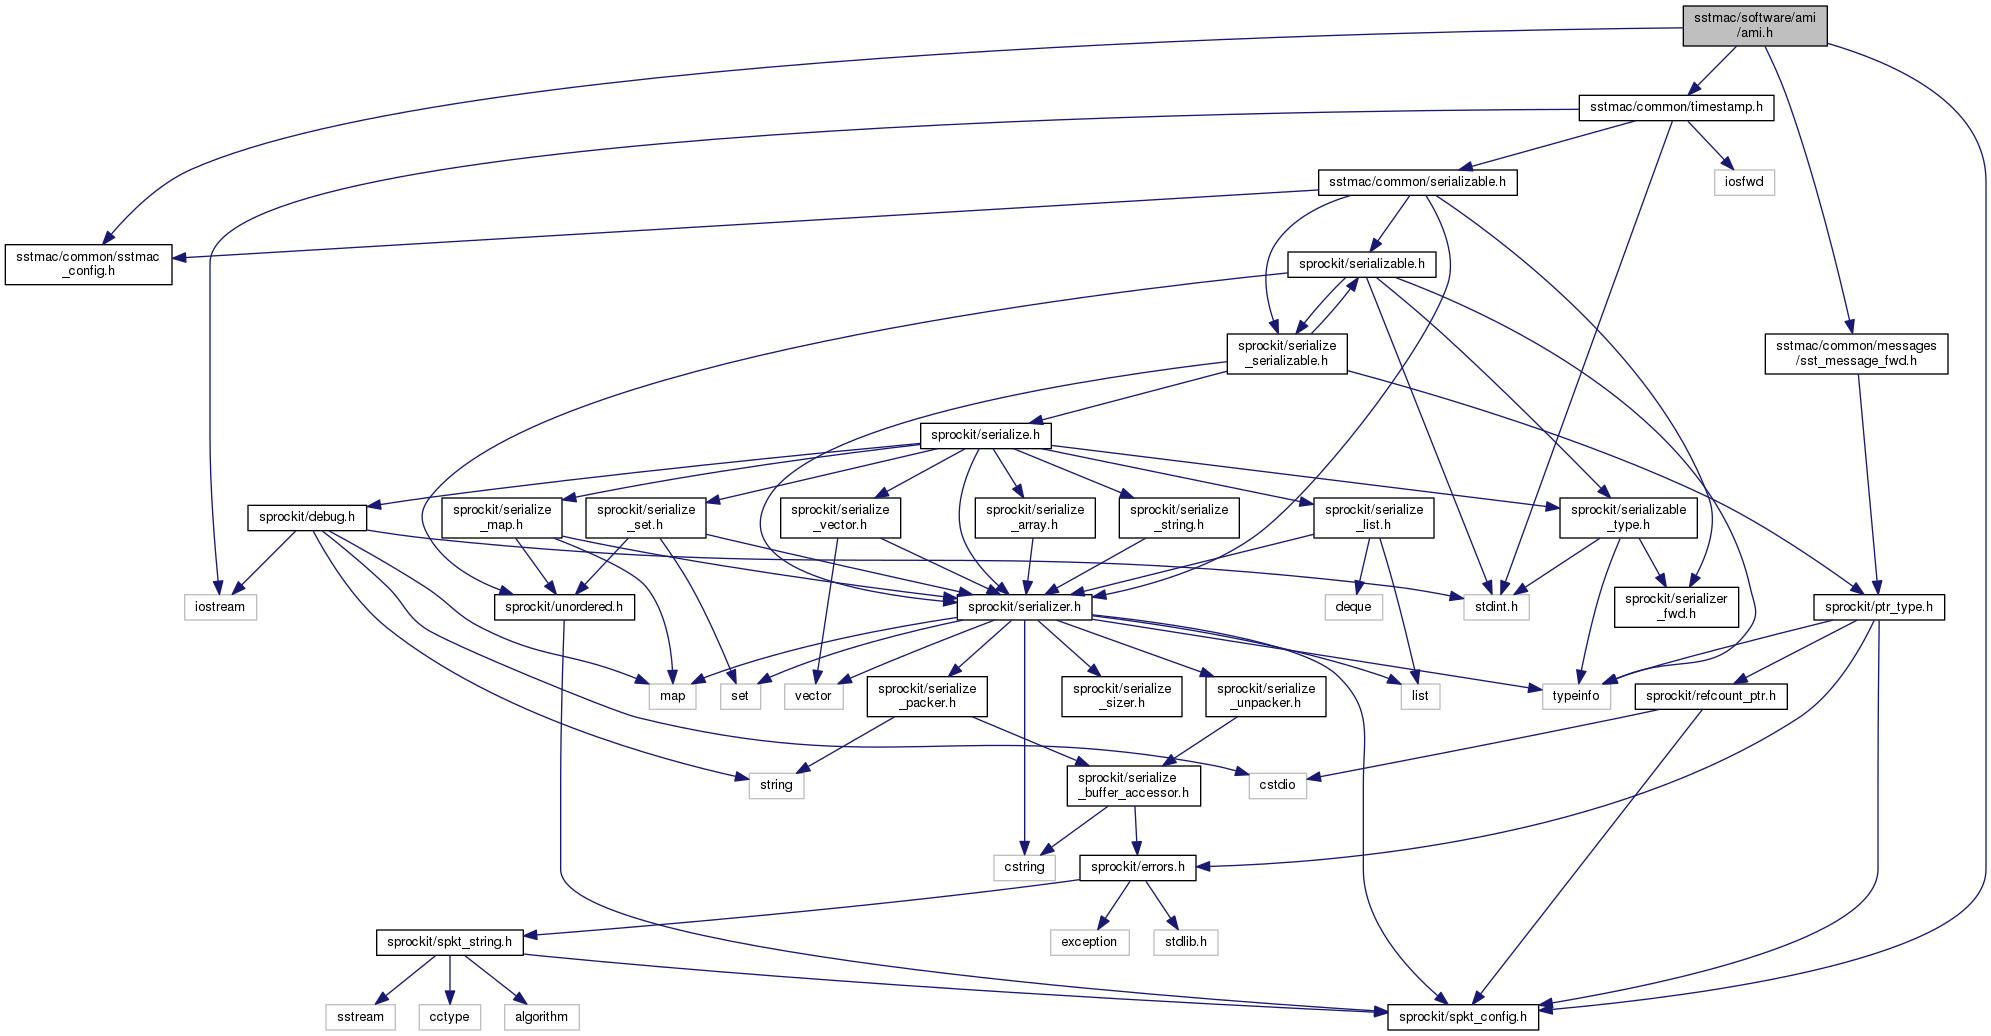 sstmac/software/ami
/ami.h
sstmac/common/timestamp.h
sstmac/common/serializable.h
iosfwd
sstmac/common/sstmac
_config.h
sprockit/serializable.h
sprockit/serialize
_serializable.h
sstmac/common/messages
/sst_message_fwd.h
sprockit/serialize.h
sprockit/debug.h
sprockit/serialize
_map.h
sprockit/serialize
_set.h
sprockit/serialize
_vector.h
sprockit/serialize
_array.h
sprockit/serialize
_string.h
sprockit/serialize
_list.h
sprockit/serializable
_type.h
iostream
sprockit/unordered.h
sprockit/serializer.h
deque
stdint.h
sprockit/serializer
_fwd.h
sprockit/ptr_type.h
map
set
vector
sprockit/serialize
_packer.h
sprockit/serialize
_sizer.h
sprockit/serialize
_unpacker.h
list
typeinfo
sprockit/refcount_ptr.h
string
sprockit/serialize
_buffer_accessor.h
cstdio
cstring
sprockit/errors.h
sprockit/spkt_string.h
exception
stdlib.h
sstream
cctype
algorithm
sprockit/spkt_config.h